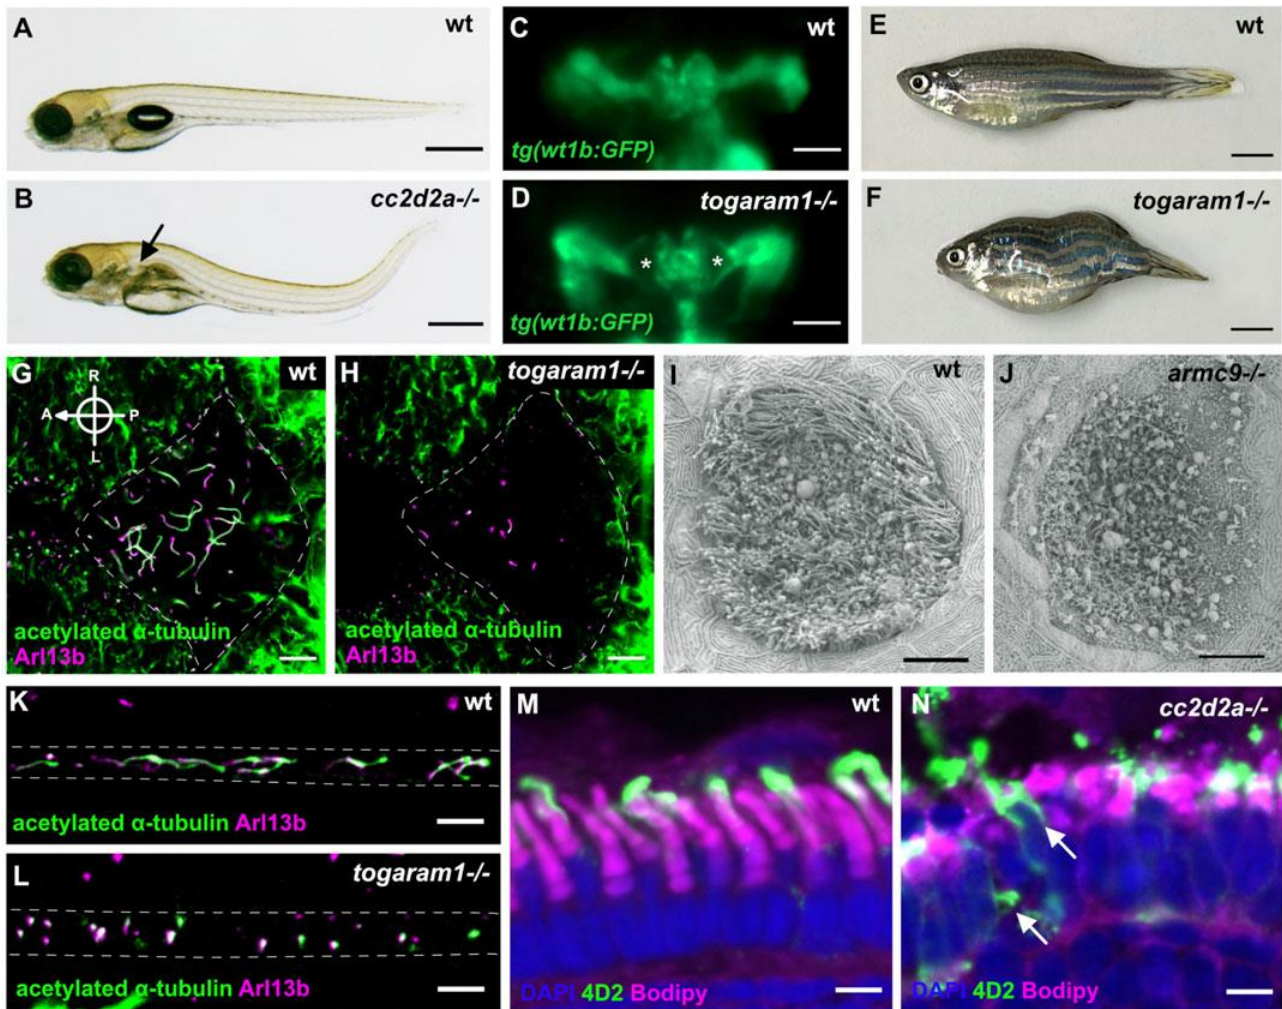 A wt
B cc2d2a-/-
C wt
tg(wt1b:GFP)
D togaram1-/-
* *
tg(wt1b:GFP)
E wt
F togaram1-/-
G wt
R
A P
L
acetylated α-tubulin
Arl13b
H togaram1-/-
acetylated α-tubulin
Arl13b
I wt
J armc9-/-
K wt
acetylated α-tubulin Arl13b
L togaram1-/-
acetylated α-tubulin Arl13b
M wt
DAPI 4D2 Bodipy
N cc2d2a-/-
DAPI 4D2 Bodipy